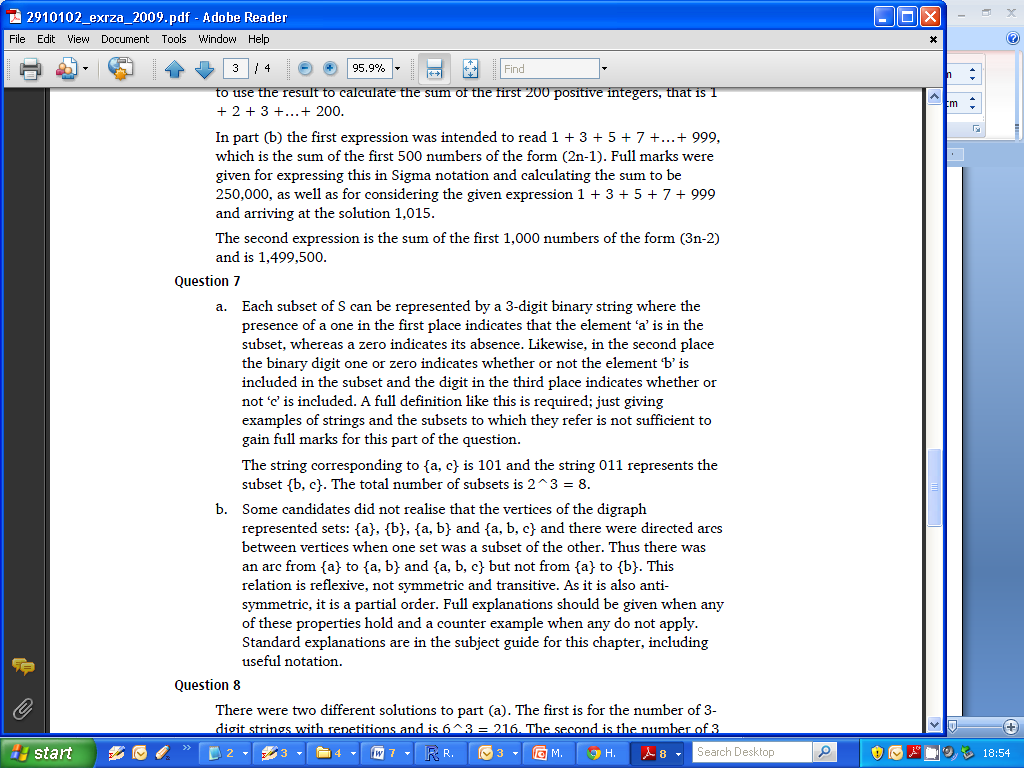 2910102_exrza_2009.pdf - Adobe Reader
File Edit View Document Tools Window Help
3 / 4 95.9% Find
to use the result to calculate the sum of the first 200 positive integers, that is 1
+ 2 + 3 +...+ 200.
In part (b) the first expression was intended to read 1 + 3 + 5 + 7 +...+ 999,
which is the sum of the first 500 numbers of the form (2n-1). Full marks were
given for expressing this in Sigma notation and calculating the sum to be
250,000, as well as for considering the given expression 1 + 3 + 5 + 7 + 999
and arriving at the solution 1,015.
The second expression is the sum of the first 1,000 numbers of the form (3n-2)
and is 1,499,500.
Question 7
a. Each subset of S can be represented by a 3-digit binary string where the
presence of a one in the first place indicates that the element ‘a’ is in the
subset, whereas a zero indicates its absence. Likewise, in the second place
the binary digit one or zero indicates whether or not the element ‘b’ is
included in the subset and the digit in the third place indicates whether or
not ‘c’ is included. A full definition like this is required; just giving
examples of strings and the subsets to which they refer is not sufficient to
gain full marks for this part of the question.
The string corresponding to {a, c} is 101 and the string 011 represents the
subset {b, c}. The total number of subsets is 2^3 = 8.
b. Some candidates did not realise that the vertices of the digraph
represented sets: {a}, {b}, {a, b} and {a, b, c} and there were directed arcs
between vertices when one set was a subset of the other. Thus there was
an arc from {a} to {a, b} and {a, b, c} but not from {a} to {b}. This
relation is reflexive, not symmetric and transitive. As it is also anti-
symmetric, it is a partial order. Full explanations should be given when any
of these properties hold and a counter example when any do not apply.
Standard explanations are in the subject guide for this chapter, including
useful notation.
Question 8
There were two different solutions to part (a). The first is for the number of 3-
digit strings with repetitions and is 6^3 = 216. The second is the number of 3
cm
start 2 3 4 7 R. 3 M. H. 8 Search Desktop 18:54